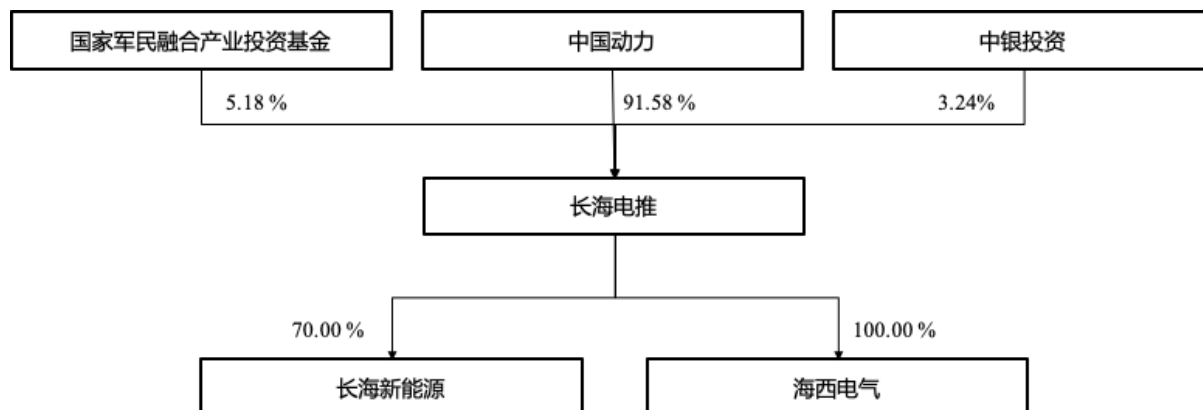 国家军民融合产业投资基金
中国动力
中银投资
5.18 %
91.58 %
3.24%
长海电推
70.00 %
100.00 %
长海新能源
海西电气